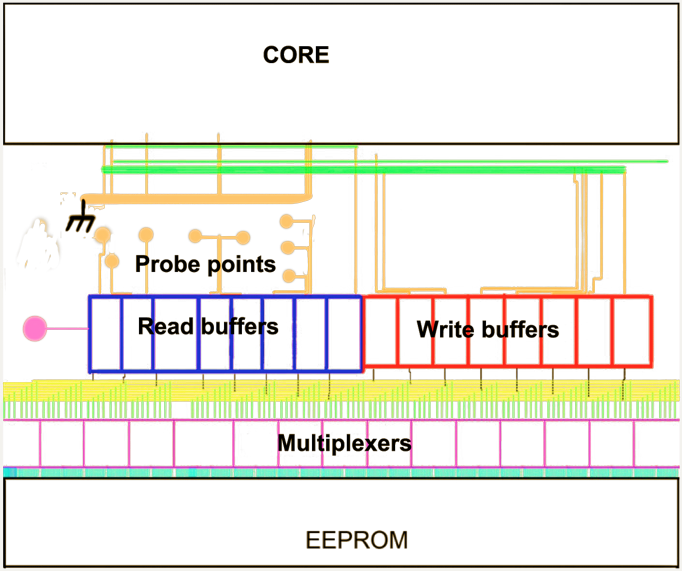 CORE
Probe points
Read buffers
Write buffers
Multiplexers
EEPROM